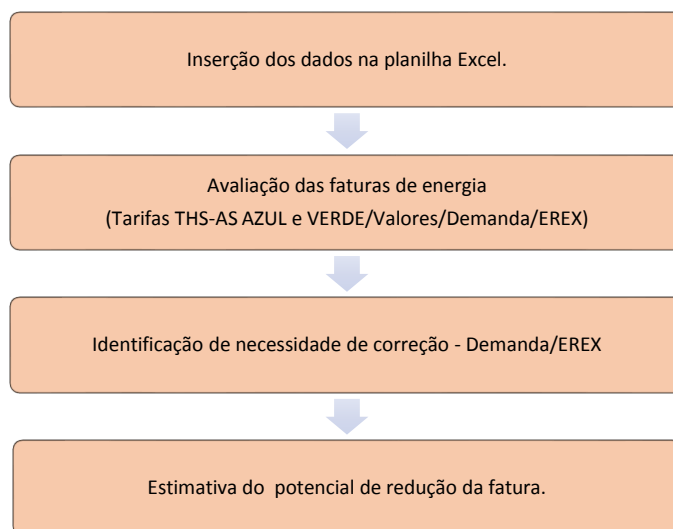 Inserção dos dados na planilha Excel.
Avaliação das faturas de energia
(Tarifas THS-AS AZUL e VERDE/Valores/Demanda/EREX)
Identificação de necessidade de correção - Demanda/EREX
Estimativa do potencial de redução da fatura.